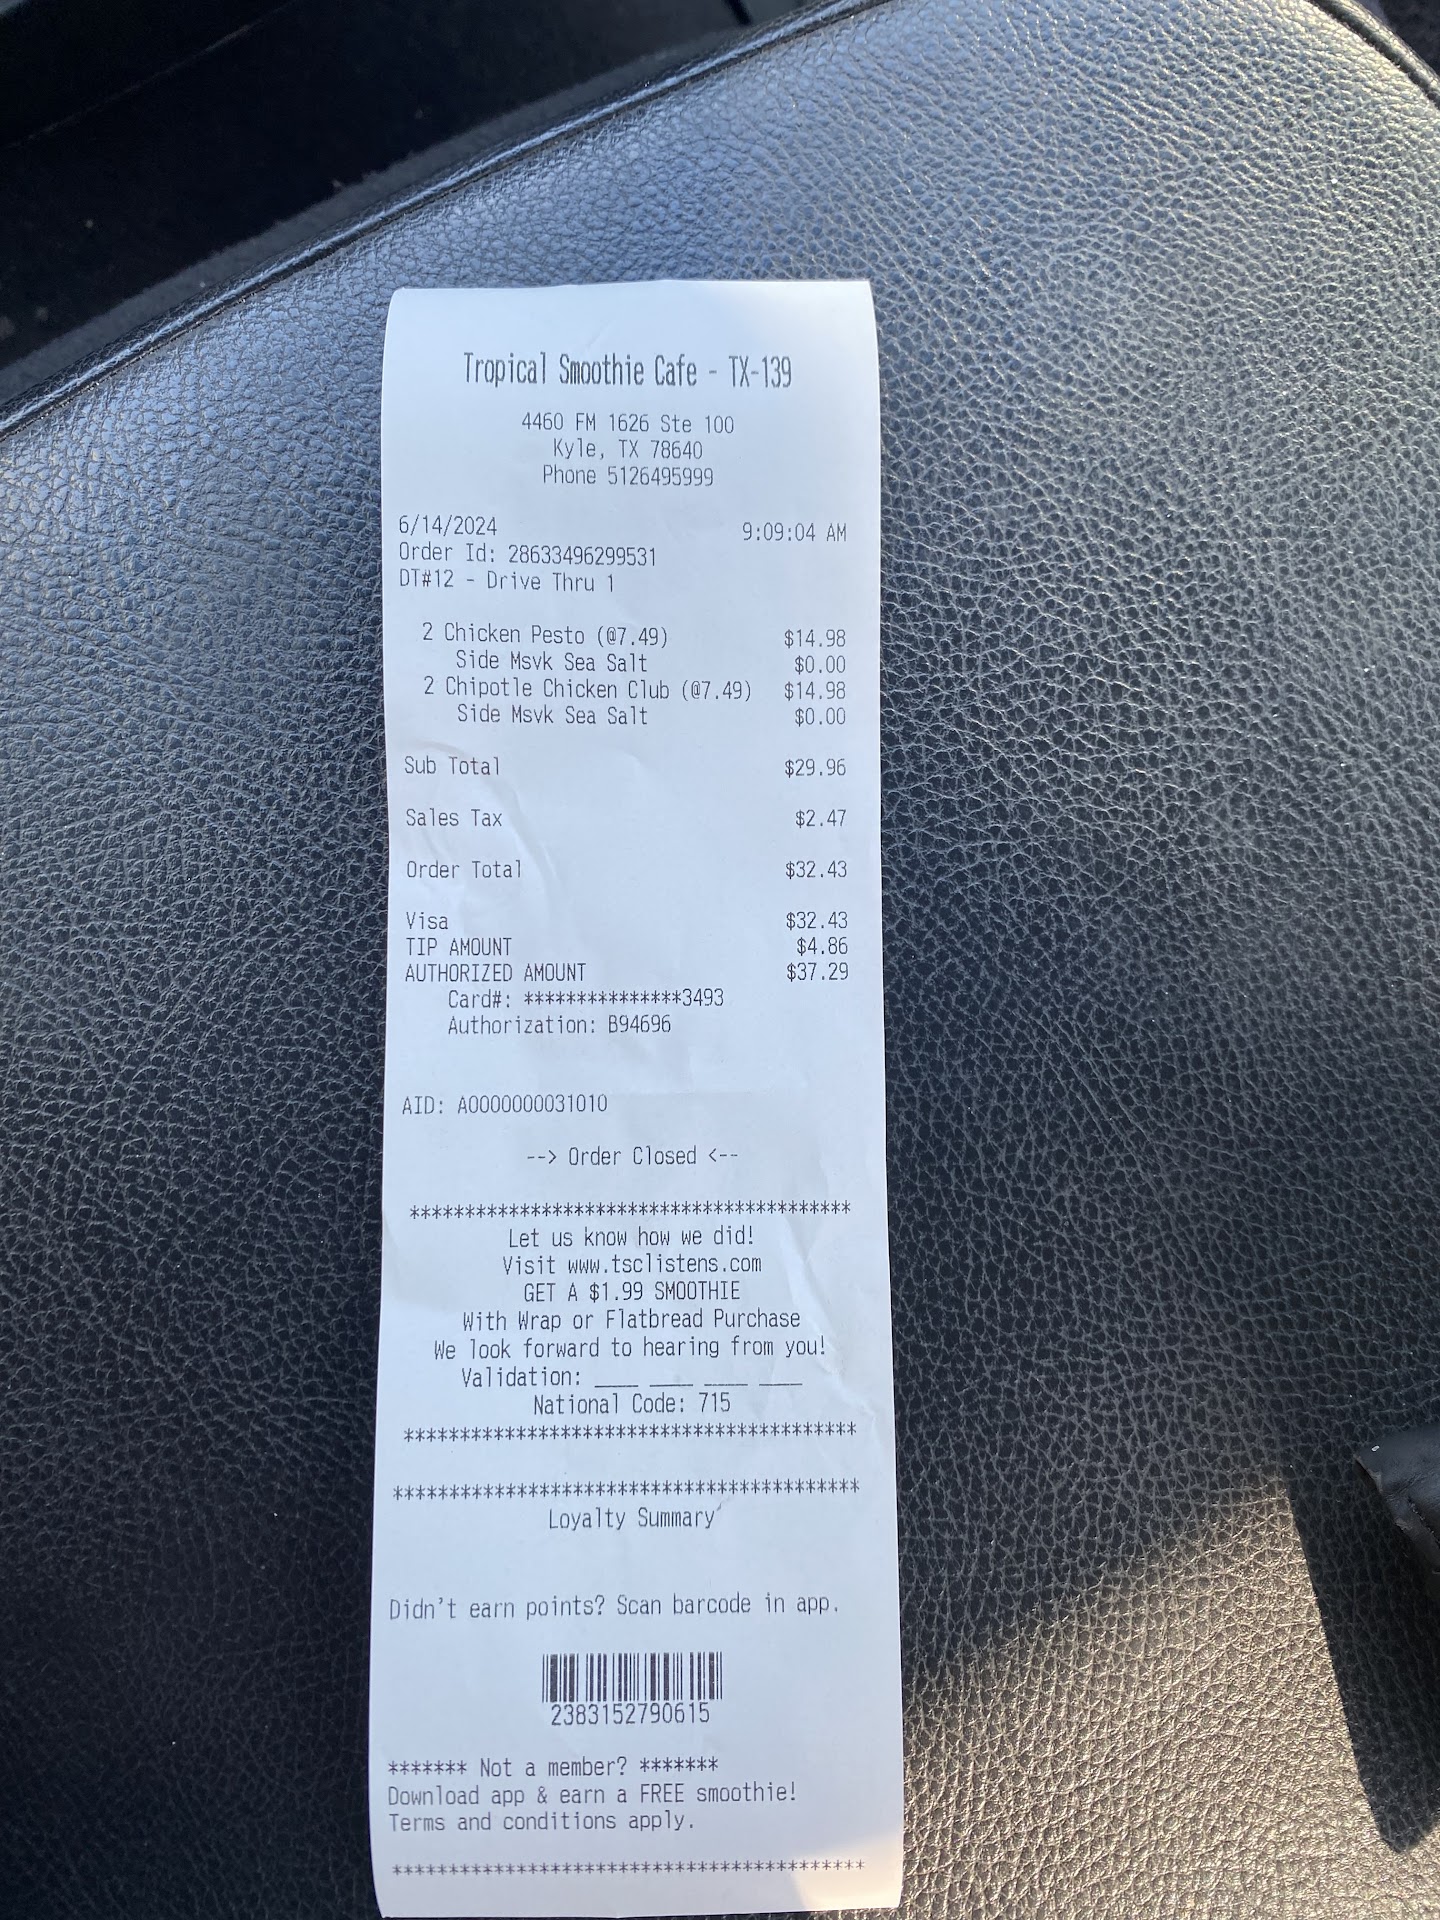 Tropical Smoothie Cafe - TX-139
4460 FM 1626 Ste 100
Kyle, TX 78640
Phone 5126495999
6/14/2024 9:09:04 AM
Order Id: 28633496299531
DT#12 - Drive Thru 1
2 Chicken Pesto (@7.49) $14.98
Side Msvk Sea Salt $0.00
2 Chipotle Chicken Club (@7.49) $14.98
Side Msvk Sea Salt $0.00
Sub Total $29.96
Sales Tax $2.47
Order Total $32.43
Visa $32.43
TIP AMOUNT $4.86
AUTHORIZED AMOUNT $37.29
Card#: ***************3493
Authorization: B94696
AID: A0000000031010
--> Order Closed <--
*****************************************
Let us know how we did!
Visit www.tsclistens.com
GET A $1.99 SMOOTHIE
With Wrap or Flatbread Purchase
We look forward to hearing from you!
Validation: ____ ____ ____ ____
National Code: 715
*****************************************
*****************************************
Loyalty Summary
Didn't earn points? Scan barcode in app.
2383152790615
******* Not a member? *******
Download app & earn a FREE smoothie!
Terms and conditions apply.
*****************************************